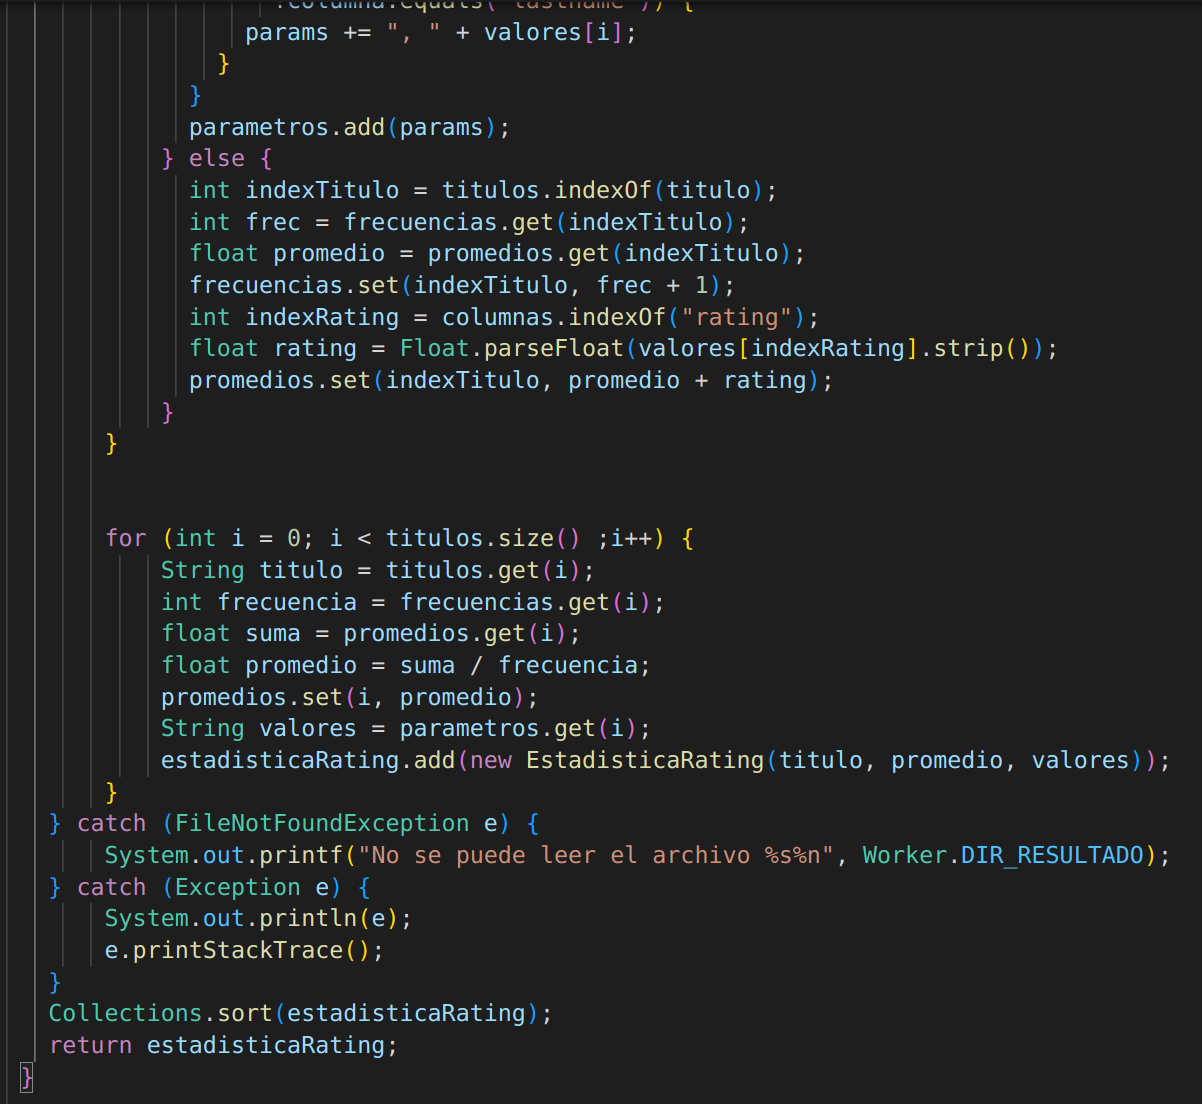 !columna.equals("lastname")) {
params += ", " + valores[i];
}
}
parametros.add(params);
} else {
int indexTitulo = titulos.indexOf(titulo);
int frec = frecuencias.get(indexTitulo);
float promedio = promedios.get(indexTitulo);
frecuencias.set(indexTitulo, frec + 1);
int indexRating = columnas.indexOf("rating");
float rating = Float.parseFloat(valores[indexRating].strip());
promedios.set(indexTitulo, promedio + rating);
}
}
for (int i = 0; i < titulos.size() ;i++) {
String titulo = titulos.get(i);
int frecuencia = frecuencias.get(i);
float suma = promedios.get(i);
float promedio = suma / frecuencia;
promedios.set(i, promedio);
String valores = parametros.get(i);
estadisticaRating.add(new EstadisticaRating(titulo, promedio, valores));
}
} catch (FileNotFoundException e) {
System.out.printf("No se puede leer el archivo %s%n", Worker.DIR_RESULTADO);
} catch (Exception e) {
System.out.println(e);
e.printStackTrace();
}
Collections.sort(estadisticaRating);
return estadisticaRating;
}